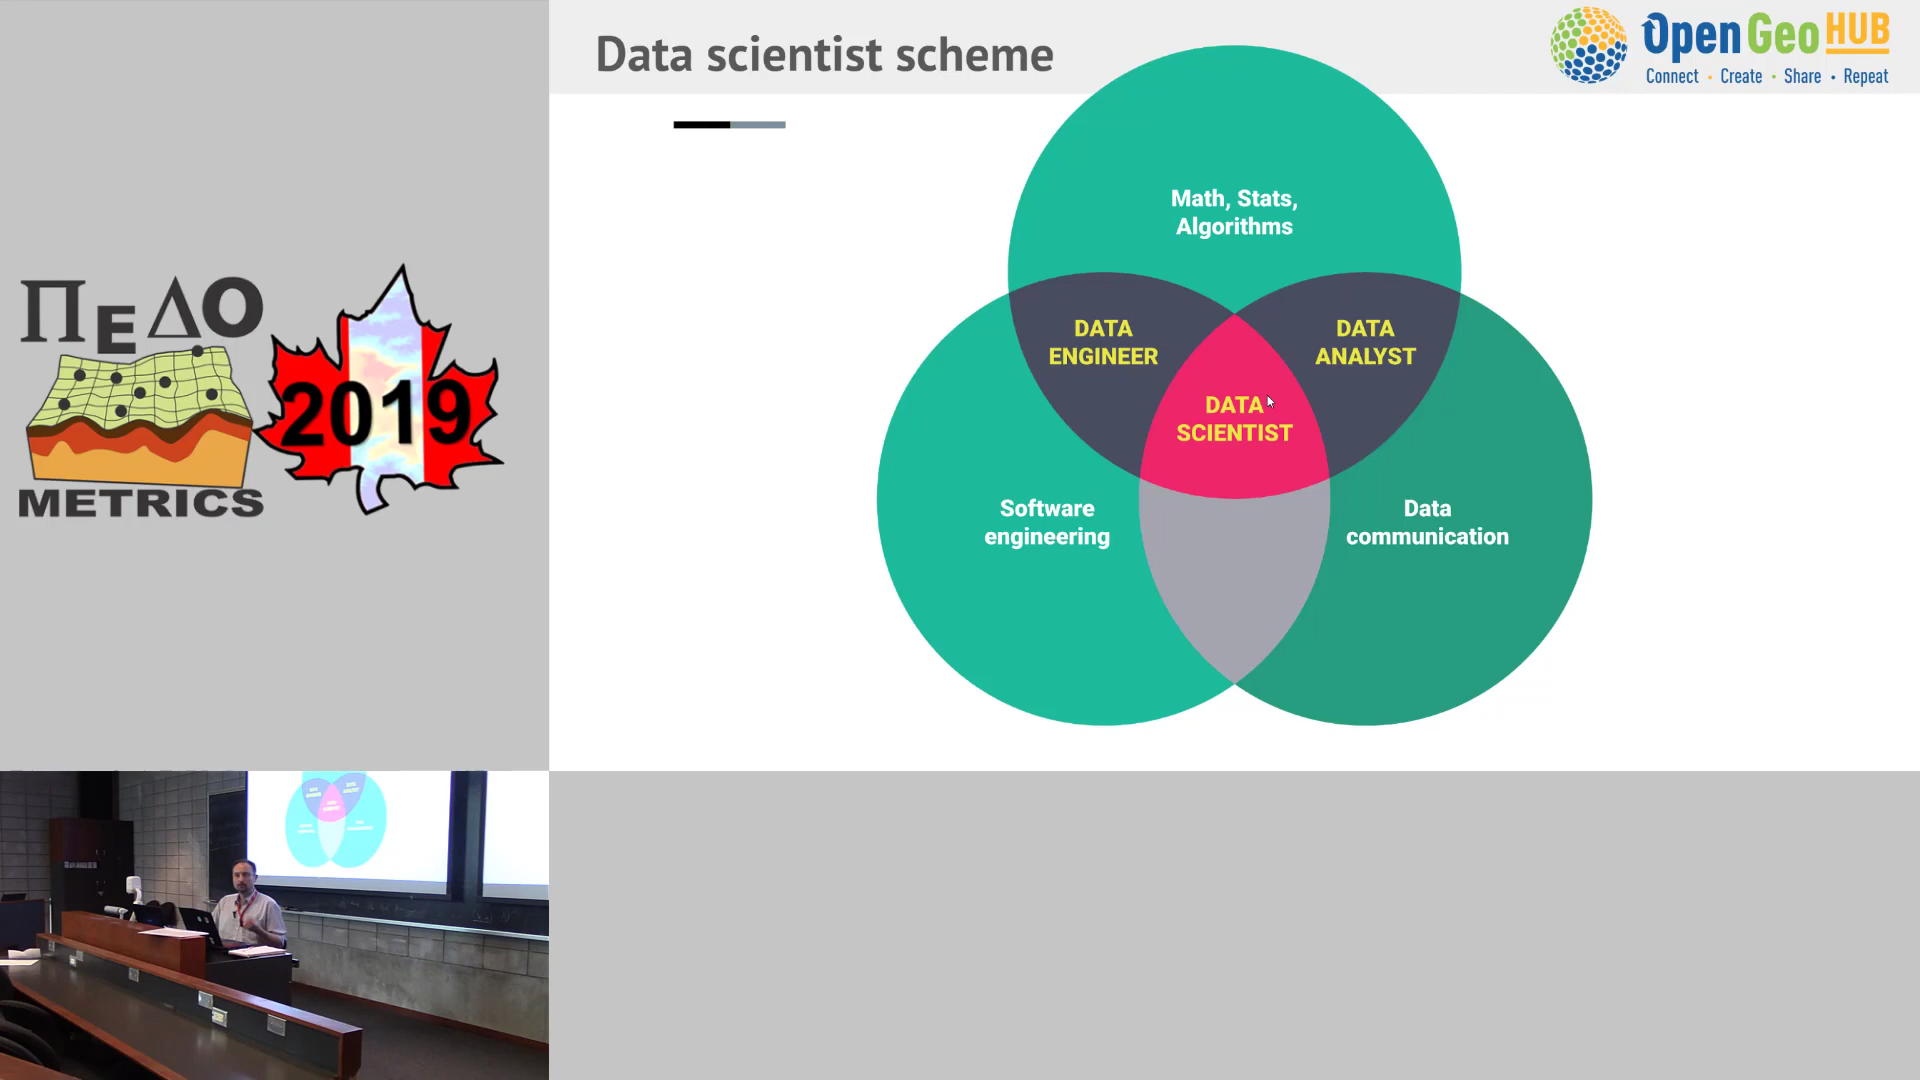 Data scientist scheme
Open Geo HUB
Connect · Create · Share · Repeat
Math, Stats,
Algorithms
DATA
ENGINEER
DATA
ANALYST
DATA
SCIENTIST
Software
engineering
Data
communication
ΠΕΔΟ
METRICS
2019